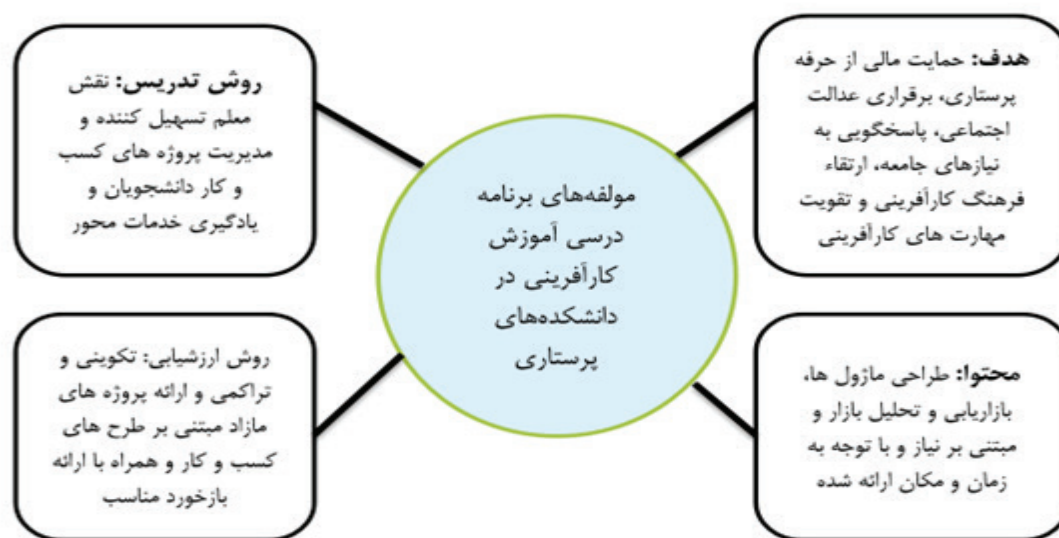 هدف: حمایت مالی از حرفه
پرستاری، برقراری عدالت
اجتماعی، پاسخگویی به
نیازهای جامعه، ارتقاء
فرهنگ کارآفرینی و تقویت
مهارت های کارآفرینی
روش تدریس: نقش
معلم تسهیل کننده و
مدیریت پروژه های کسب
و کار دانشجویان و
یادگیری خدمات محور
مولفه‌های برنامه
درسی آموزش
کارآفرینی در
دانشکده‌های
پرستاری
محتوا: طراحی ماژول ها،
بازاریابی و تحلیل بازار و
مبتنی بر نیاز و با توجه به
زمان و مکان ارائه شده
روش ارزشیابی: تکوینی و
تراکمی و ارائه پروژه های
مازاد مبتنی بر طرح های
کسب و کار و همراه با ارائه
بازخورد مناسب